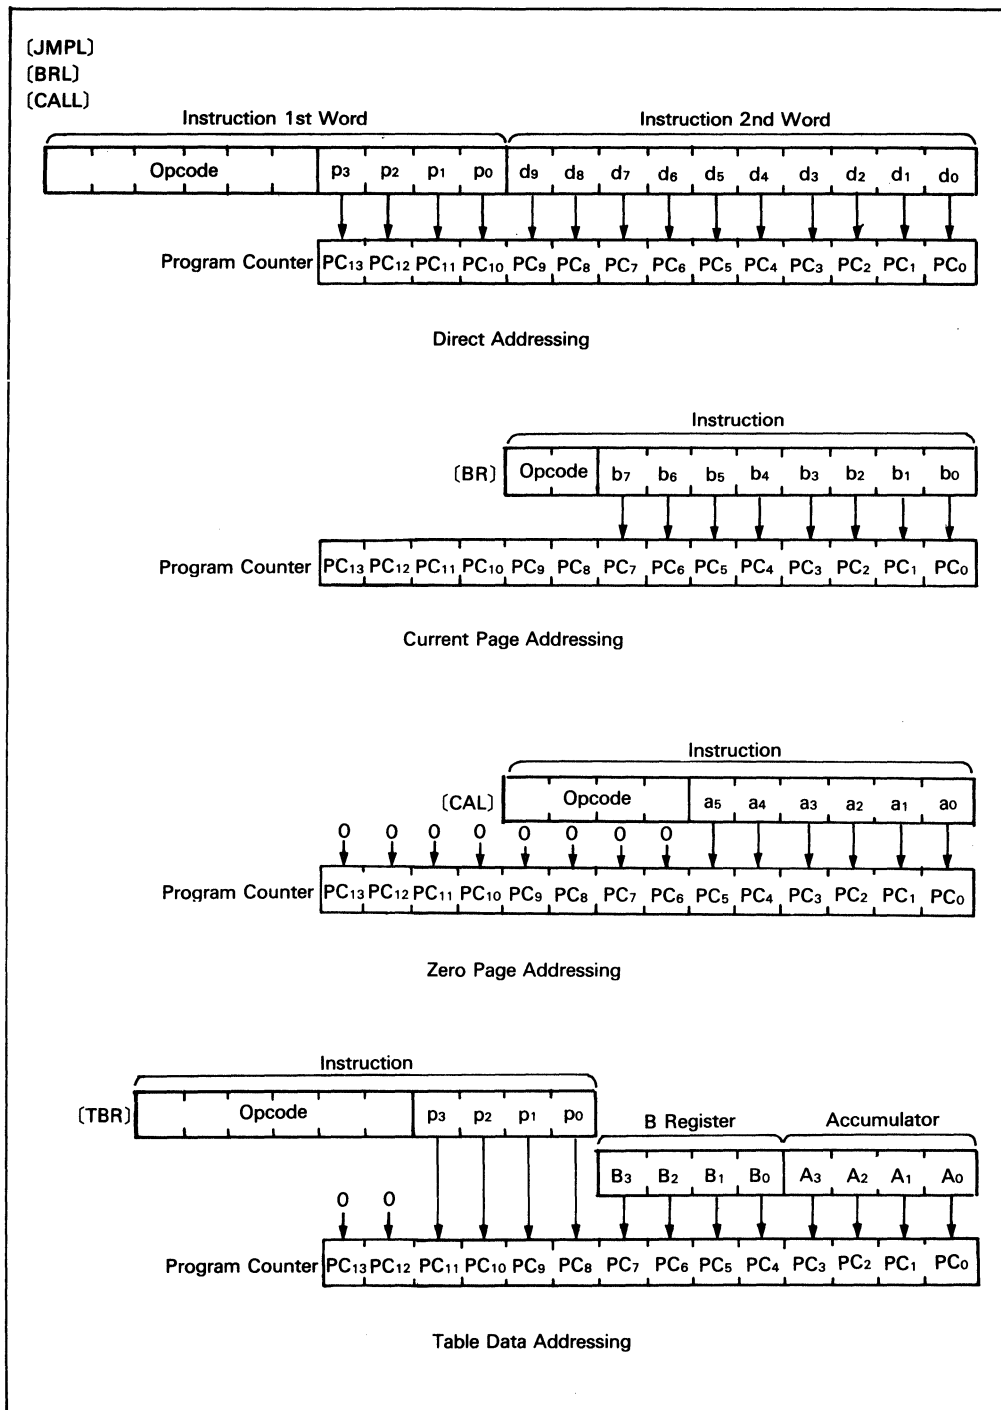 [JMPL]
[BRL]
[CALL]
Instruction 1st Word Instruction 2nd Word
Opcode p3 p2 p1 p0 d9 d8 d7 d6 d5 d4 d3 d2 d1 d0
Program Counter PC13 PC12 PC11 PC10 PC9 PC8 PC7 PC6 PC5 PC4 PC3 PC2 PC1 PC0
Direct Addressing
Instruction
[BR] Opcode b7 b6 b5 b4 b3 b2 b1 b0
Program Counter PC13 PC12 PC11 PC10 PC9 PC8 PC7 PC6 PC5 PC4 PC3 PC2 PC1 PC0
Current Page Addressing
Instruction
[CAL] Opcode a5 a4 a3 a2 a1 a0
0 0 0 0 0 0 0 0
Program Counter PC13 PC12 PC11 PC10 PC9 PC8 PC7 PC6 PC5 PC4 PC3 PC2 PC1 PC0
Zero Page Addressing
Instruction
[TBR] Opcode p3 p2 p1 p0
B Register Accumulator
B3 B2 B1 B0 A3 A2 A1 A0
0 0
Program Counter PC13 PC12 PC11 PC10 PC9 PC8 PC7 PC6 PC5 PC4 PC3 PC2 PC1 PC0
Table Data Addressing